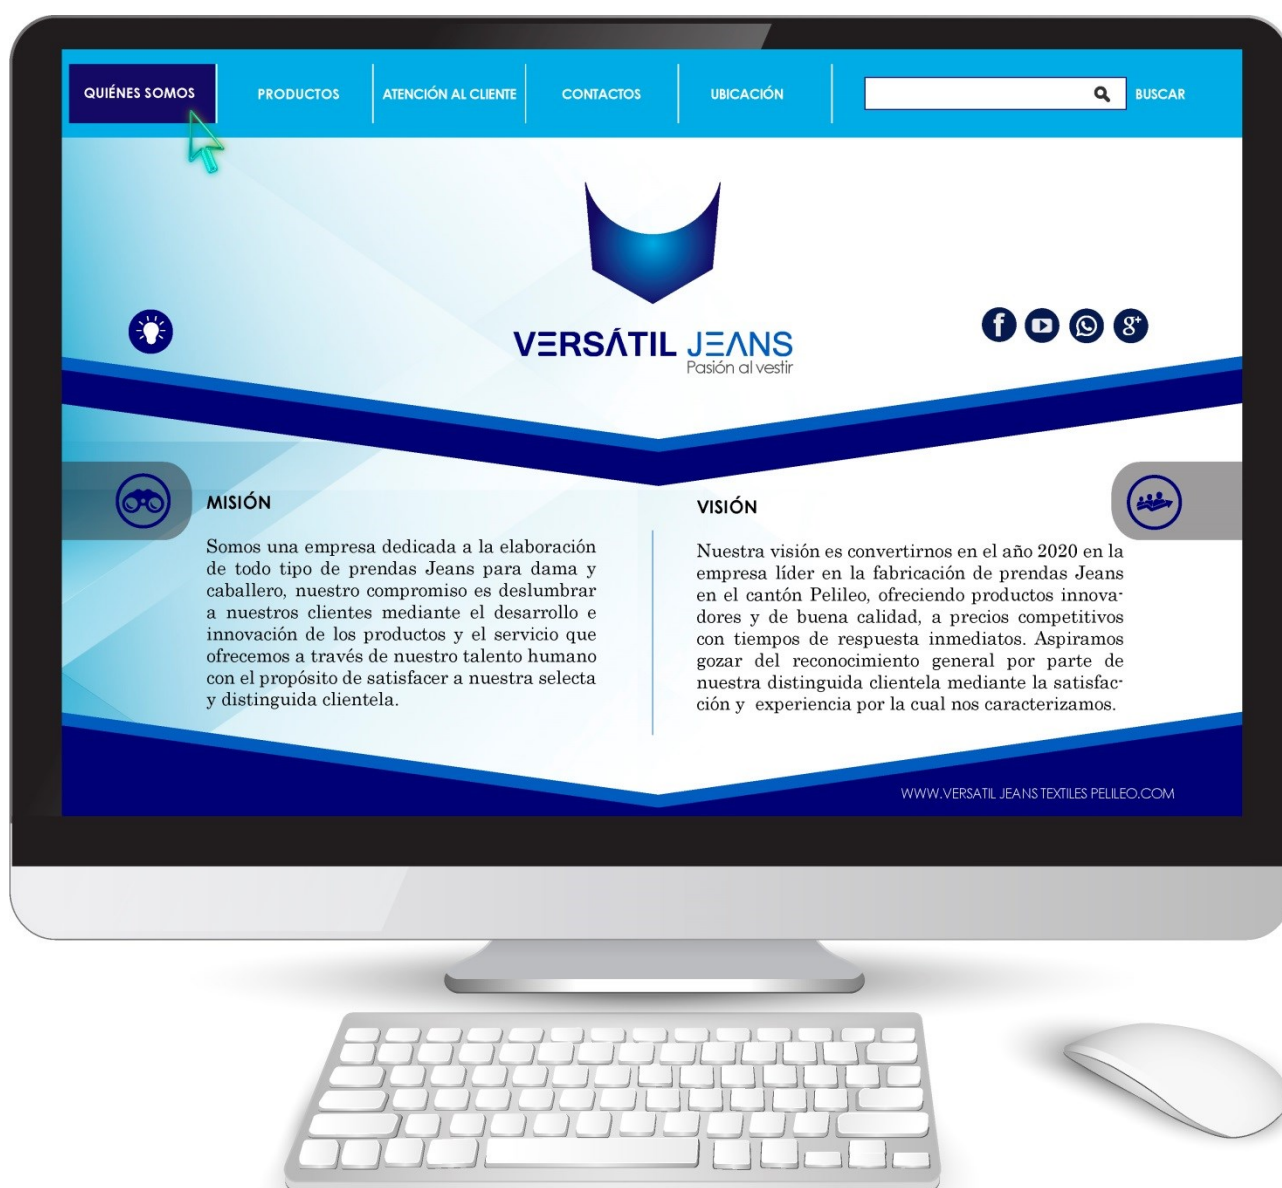 QUIÉNES SOMOS
PRODUCTOS
ATENCIÓN AL CLIENTE
CONTACTOS
UBICACIÓN
BUSCAR
VERSÁTIL JEANS
Pasión al vestir
MISIÓN
Somos una empresa dedicada a la elaboración
de todo tipo de prendas Jeans para dama y
caballero, nuestro compromiso es deslumbrar
a nuestros clientes mediante el desarrollo e
innovación de los productos y el servicio que
ofrecemos a través de nuestro talento humano
con el propósito de satisfacer a nuestra selecta
y distinguida clientela.
VISIÓN
Nuestra visión es convertirnos en el año 2020 en la
empresa líder en la fabricación de prendas Jeans
en el cantón Pelileo, ofreciendo productos innova-
dores y de buena calidad, a precios competitivos
con tiempos de respuesta inmediatos. Aspiramos
gozar del reconocimiento general por parte de
nuestra distinguida clientela mediante la satisfac-
ción y experiencia por la cual nos caracterizamos.
WWW.VERSATIL JEANS TEXTILES PELILEO.COM